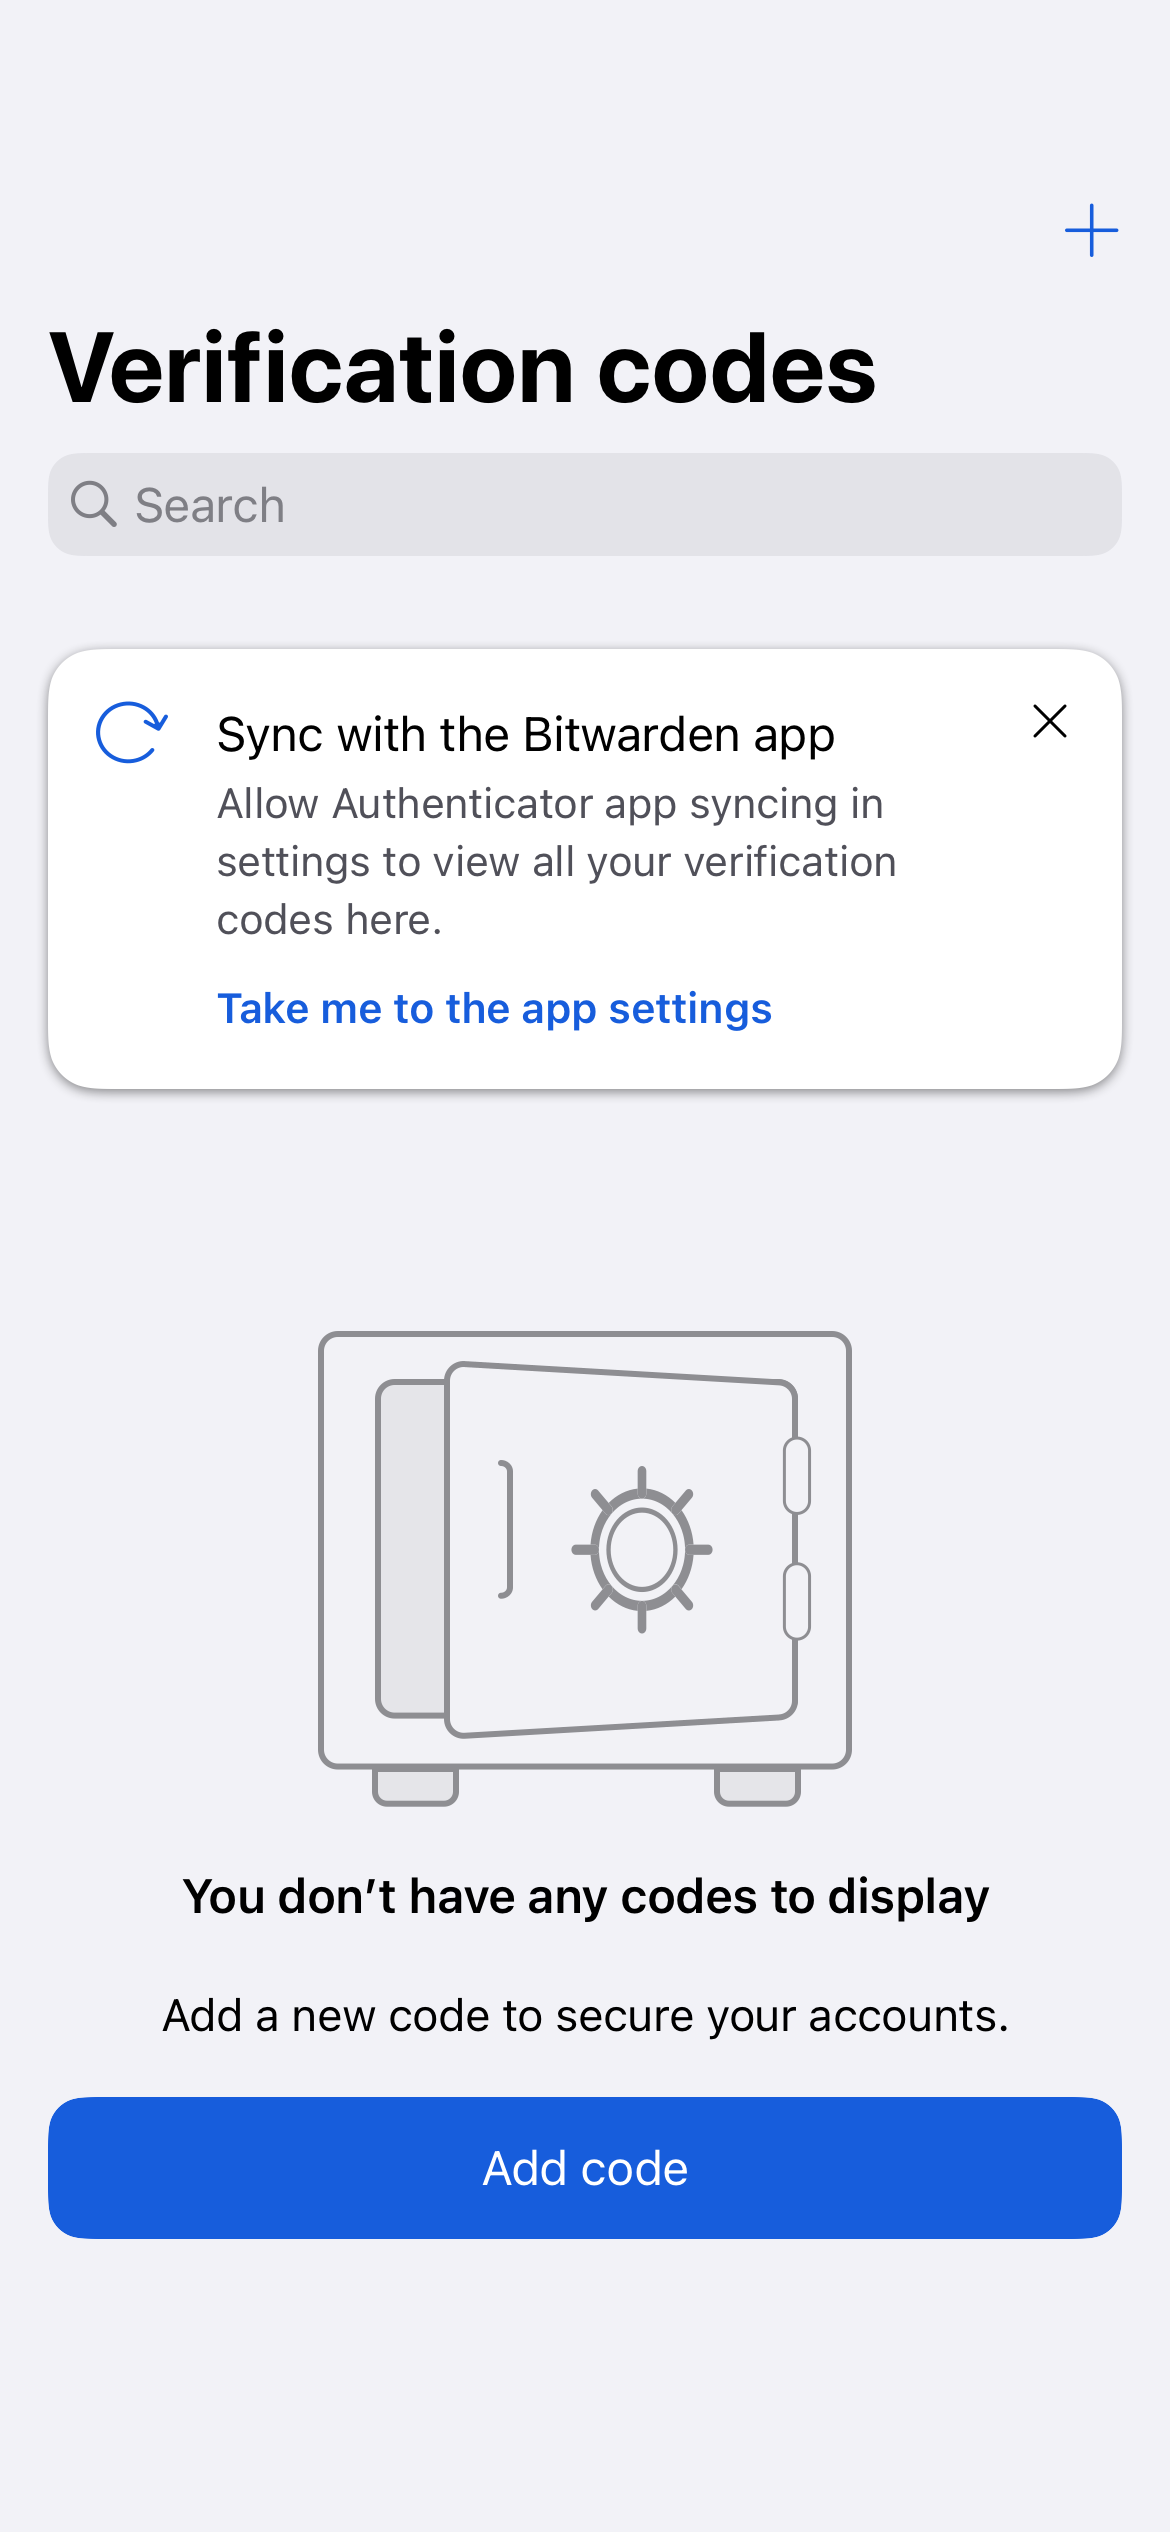 Verification codes
Search
Sync with the Bitwarden app
Allow Authenticator app syncing in
settings to view all your verification
codes here.
Take me to the app settings
You don’t have any codes to display
Add a new code to secure your accounts.
Add code